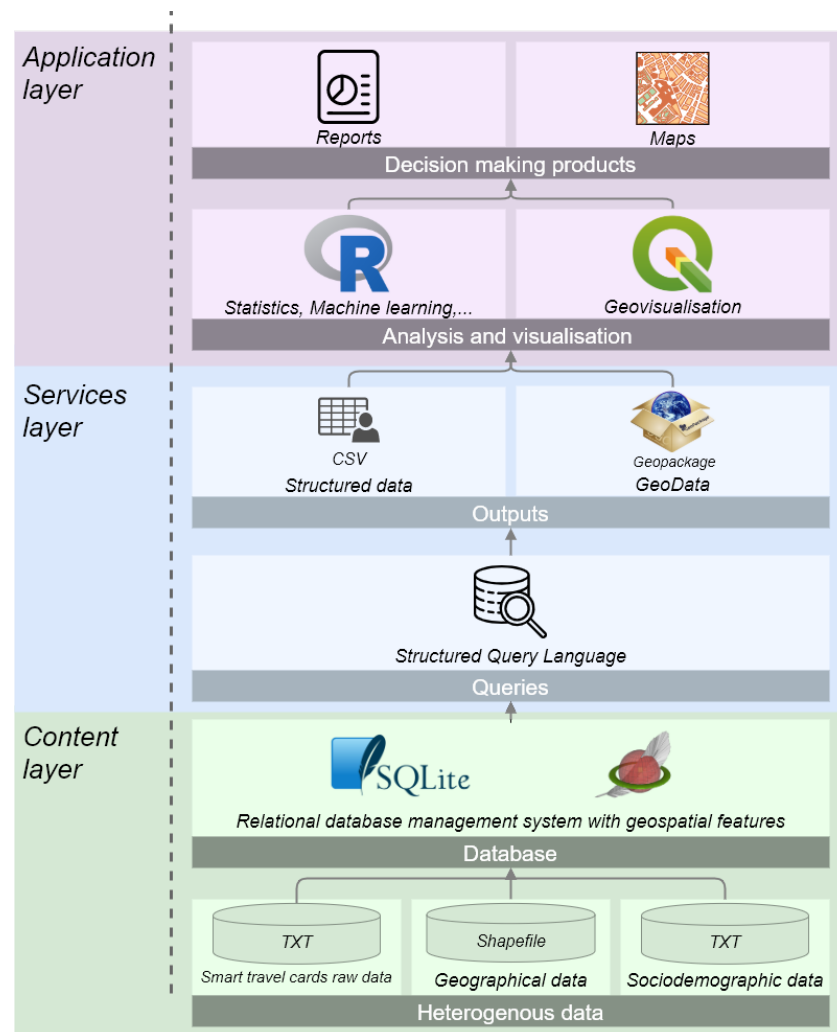 Application
layer
Reports
Maps
Decision making products
R
Statistics, Machine learning,...
Geovisualisation
Analysis and visualisation
Services
layer
CSV
Structured data
Geopackage
GeoData
Outputs
Structured Query Language
Queries
Content
layer
SQLite
Relational database management system with geospatial features
Database
TXT
Shapefile
TXT
Smart travel cards raw data
Geographical data
Sociodemographic data
Heterogenous data